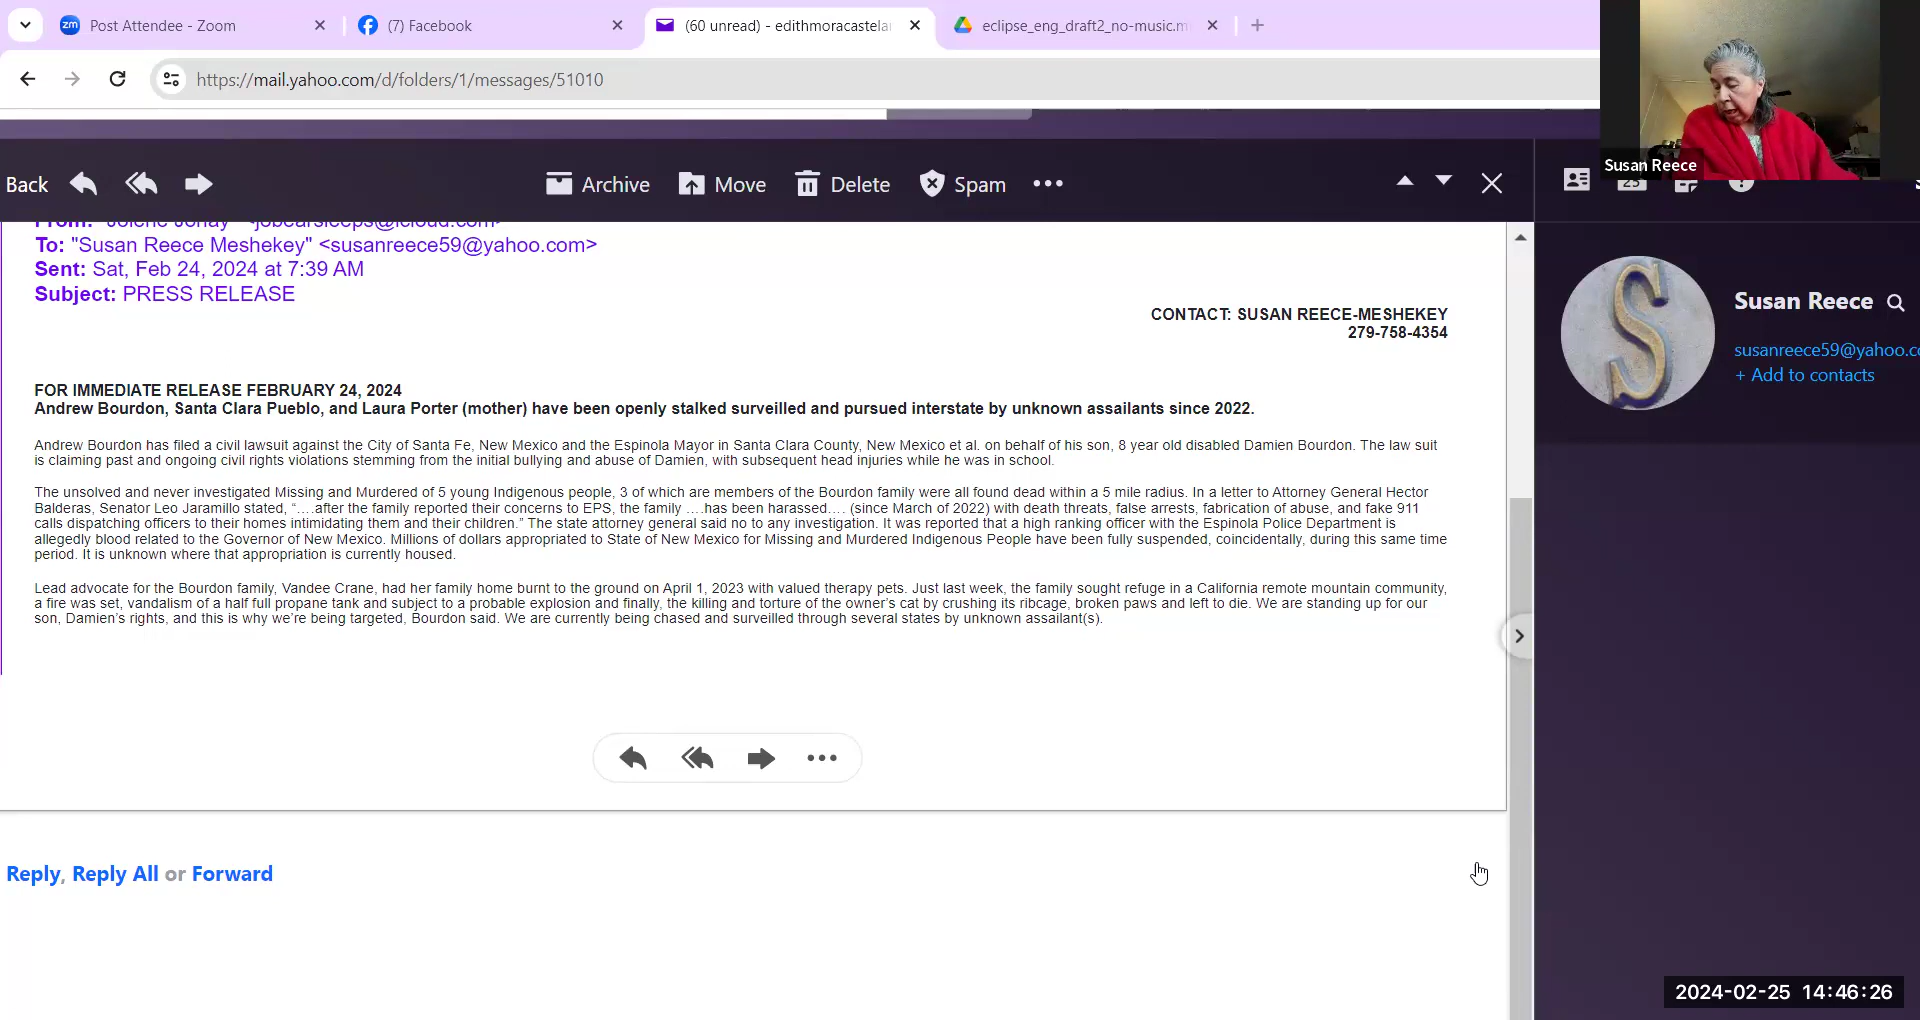 Post Attendee - Zoom
(7) Facebook
(60 unread) - edithmoracastela
eclipse_eng_draft2_no-music.m
https://mail.yahoo.com/d/folders/1/messages/51010
Susan Reece
Back
Archive
Move
Delete
Spam
25
From: "Jolene Jonay" <jobearsleeps@icloud.com>
To: "Susan Reece Meshekey" <susanreece59@yahoo.com>
Sent: Sat, Feb 24, 2024 at 7:39 AM
Subject: PRESS RELEASE
CONTACT: SUSAN REECE-MESHEKEY
279-758-4354
FOR IMMEDIATE RELEASE FEBRUARY 24, 2024
Andrew Bourdon, Santa Clara Pueblo, and Laura Porter (mother) have been openly stalked surveilled and pursued interstate by unknown assailants since 2022.
Andrew Bourdon has filed a civil lawsuit against the City of Santa Fe, New Mexico and the Espinola Mayor in Santa Clara County, New Mexico et al. on behalf of his son, 8 year old disabled Damien Bourdon. The law suit
is claiming past and ongoing civil rights violations stemming from the initial bullying and abuse of Damien, with subsequent head injuries while he was in school.
The unsolved and never investigated Missing and Murdered of 5 young Indigenous people, 3 of which are members of the Bourdon family were all found dead within a 5 mile radius. In a letter to Attorney General Hector
Balderas, Senator Leo Jaramillo stated, “....after the family reported their concerns to EPS, the family ....has been harassed.... (since March of 2022) with death threats, false arrests, fabrication of abuse, and fake 911
calls dispatching officers to their homes intimidating them and their children.” The state attorney general said no to any investigation. It was reported that a high ranking officer with the Espinola Police Department is
allegedly blood related to the Governor of New Mexico. Millions of dollars appropriated to State of New Mexico for Missing and Murdered Indigenous People have been fully suspended, coincidentally, during this same time
period. It is unknown where that appropriation is currently housed.
Lead advocate for the Bourdon family, Vandee Crane, had her family home burnt to the ground on April 1, 2023 with valued therapy pets. Just last week, the family sought refuge in a California remote mountain community,
a fire was set, vandalism of a half full propane tank and subject to a probable explosion and finally, the killing and torture of the owner’s cat by crushing its ribcage, broken paws and left to die. We are standing up for our
son, Damien’s rights, and this is why we’re being targeted, Bourdon said. We are currently being chased and surveilled through several states by unknown assailant(s).
Susan Reece
susanreece59@yahoo.co
+ Add to contacts
Reply, Reply All or Forward
2024-02-25 14:46:26